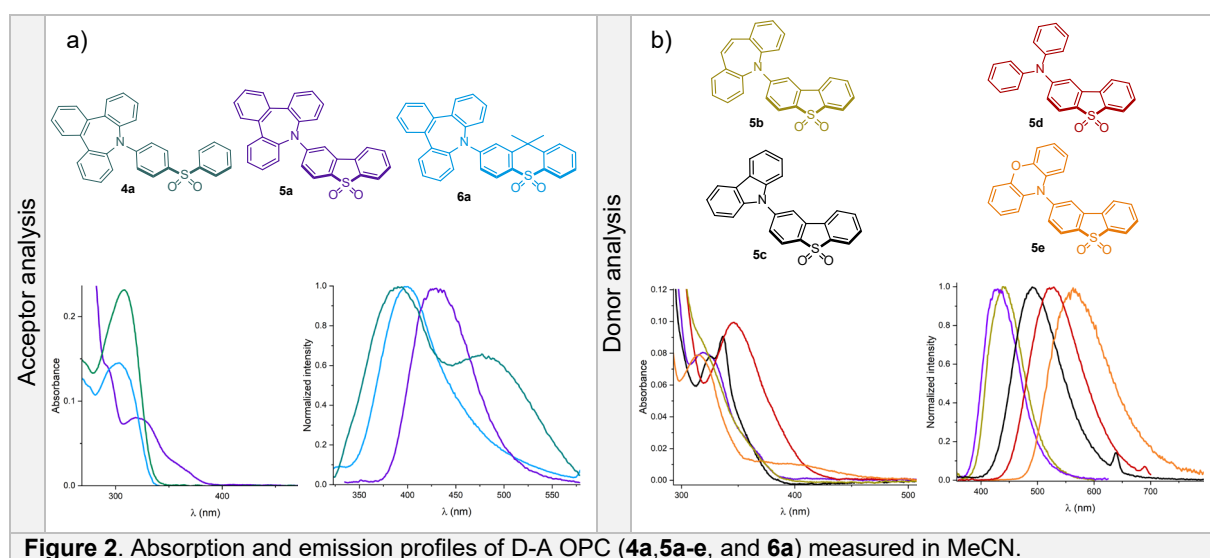 Acceptor analysis
a)
4a
N
S
O O
5a
N
S
O O
6a
N
S
O O
Absorbance
0.2
0.1
0.0
300 400
λ (nm)
Normalized intensity
1.0
0.8
0.6
0.4
0.2
0.0
350 400 450 500 550
λ (nm)
Donor analysis
b)
N
S
O O
5b
N
S
O O
5d
N
S
O O
5c
O
N
S
O O
5e
Absorbance
0.12
0.10
0.08
0.06
0.04
0.02
0.00
300 400 500
λ (nm)
Normalized intensity
1.0
0.8
0.6
0.4
0.2
0.0
400 500 600 700
λ (nm)
Figure 2. Absorption and emission profiles of D-A OPC (4a,5a-e, and 6a) measured in MeCN.